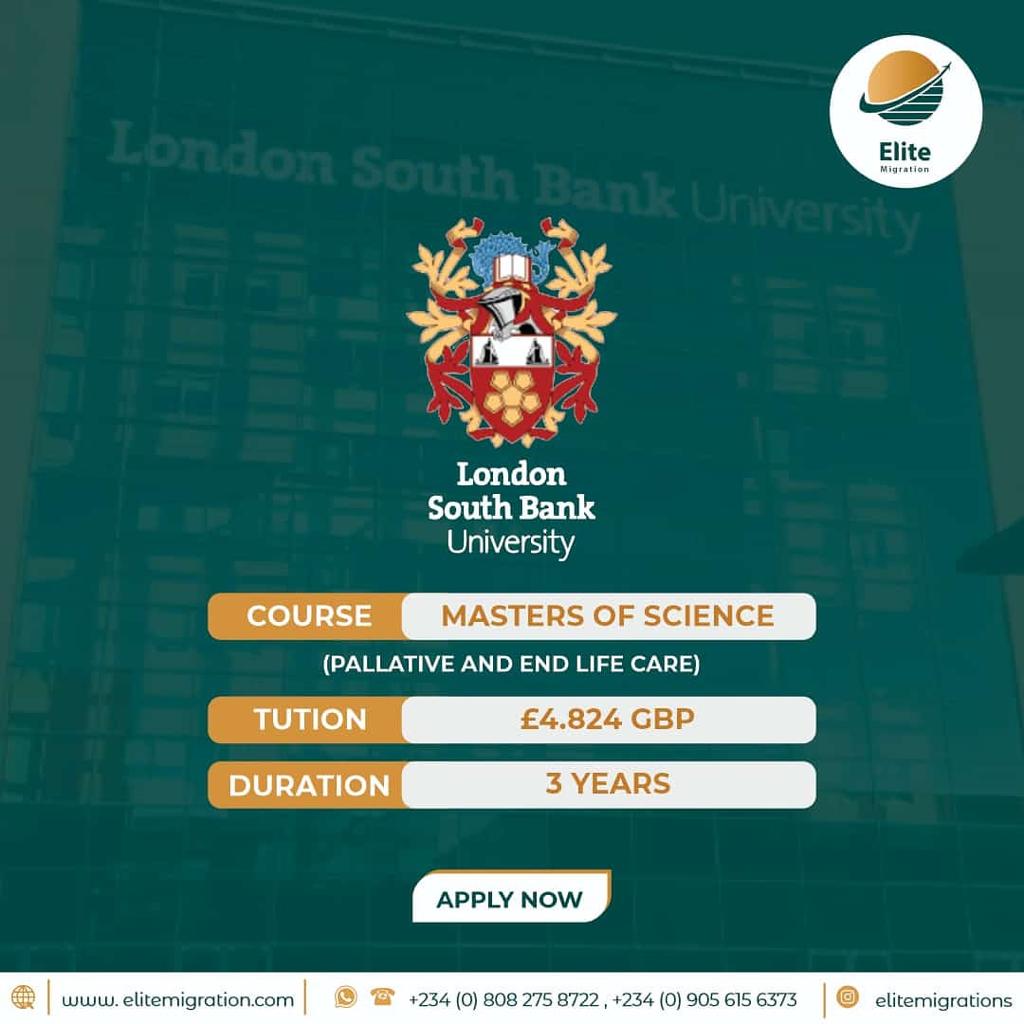 London South Bank University
Elite
Migration
London
South Bank
University
COURSE MASTERS OF SCIENCE
(PALLATIVE AND END LIFE CARE)
TUTION £4.824 GBP
DURATION 3 YEARS
APPLY NOW
www. elitemigration.com +234 (0) 808 275 8722 , +234 (0) 905 615 6373 elitemigrations